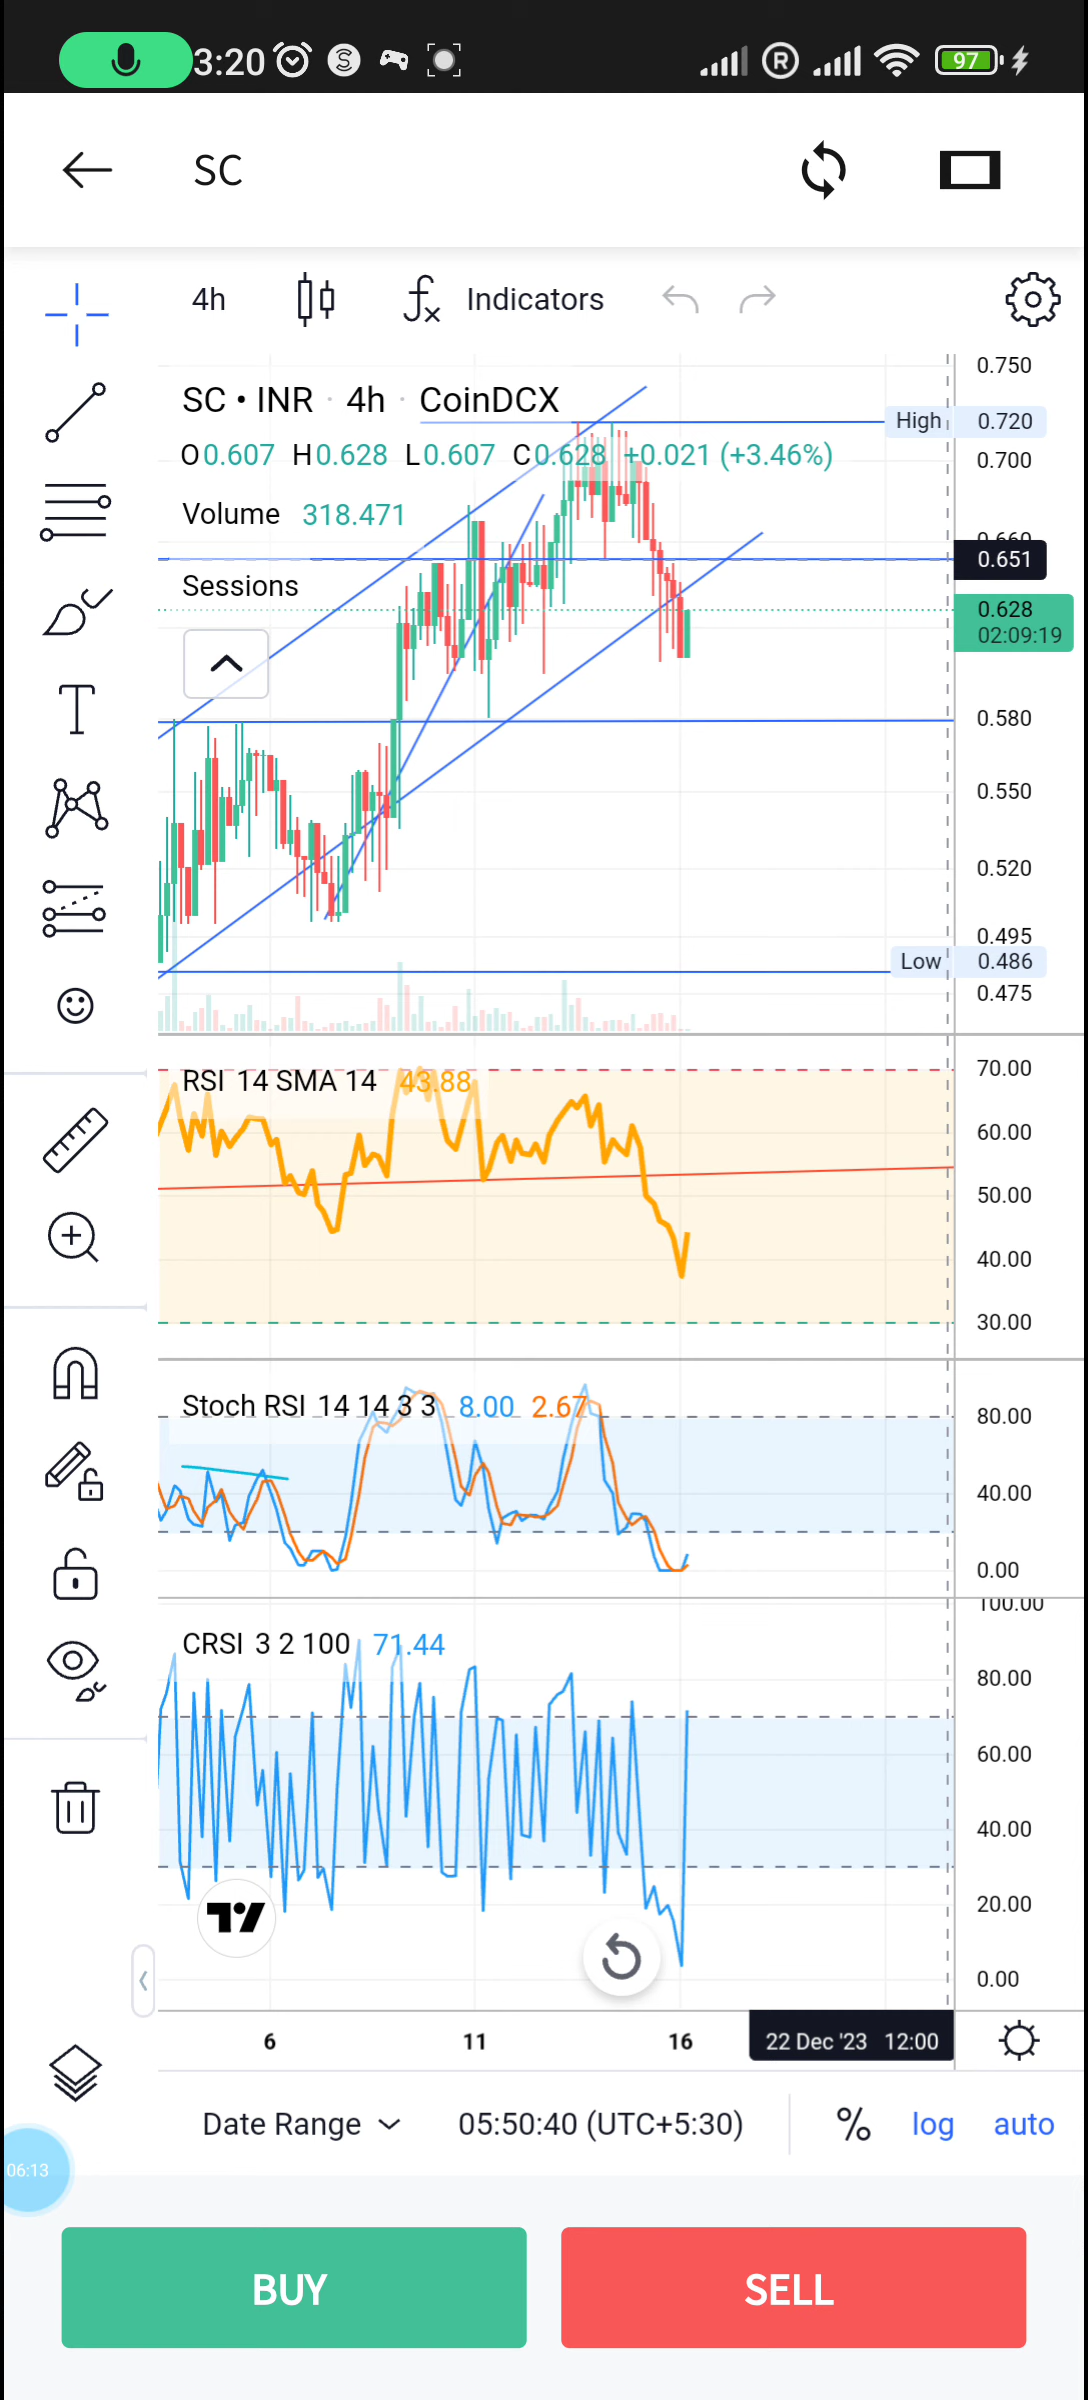 3:20
97
SC
4h
Indicators
SC • INR · 4h · CoinDCX
O0.607 H0.628 L0.607 C0.628 +0.021 (+3.46%)
Volume 318.471
Sessions
0.750
High 0.720
0.700
0.660
0.651
0.628
02:09:19
0.580
0.550
0.520
0.495
Low 0.486
0.475
RSI 14 SMA 14 43.88
70.00
60.00
50.00
40.00
30.00
Stoch RSI 14 14 3 3 8.00 2.67
80.00
40.00
0.00
CRSI 3 2 100 71.44
100.00
80.00
60.00
40.00
20.00
0.00
6 11 16 22 Dec '23 12:00
Date Range 05:50:40 (UTC+5:30) % log auto
06:13
BUY SELL